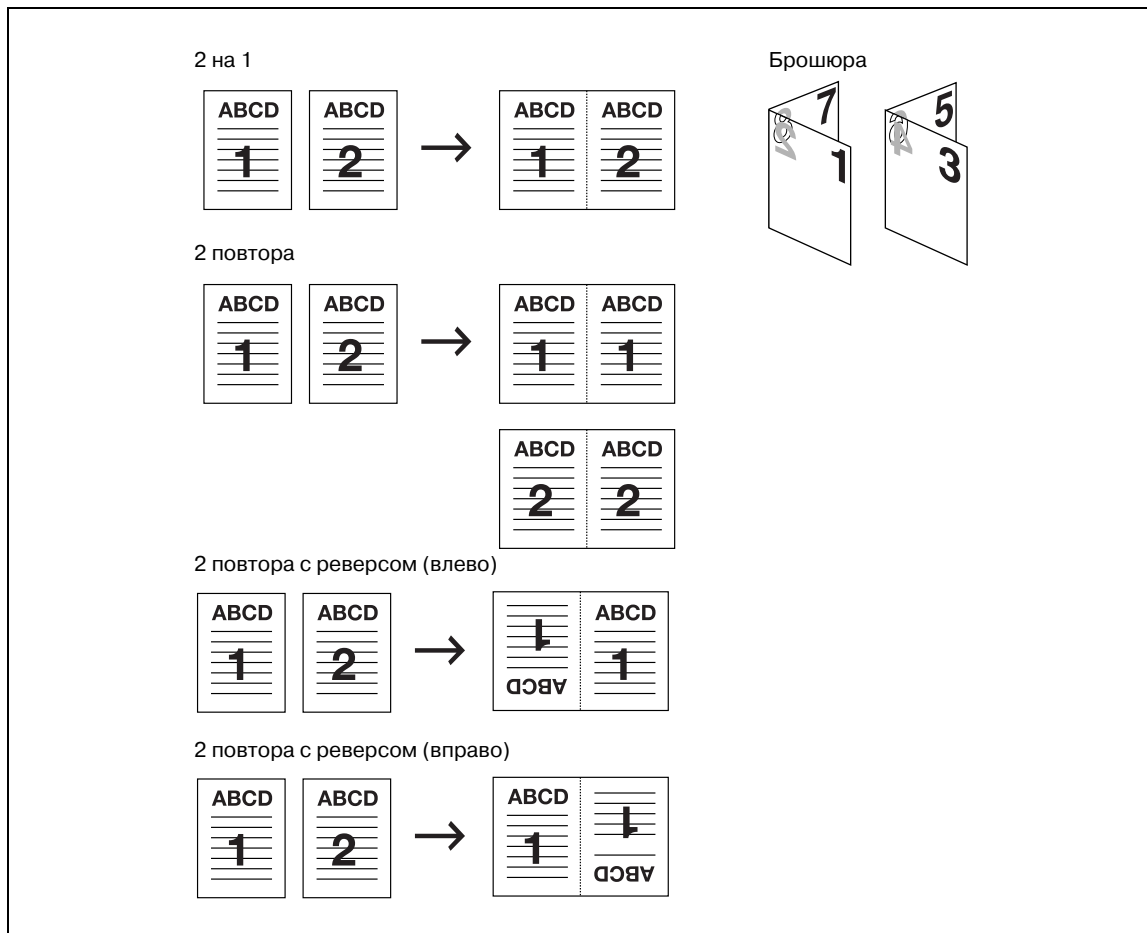 2 на 1
ABCD ABCD ABCD ABCD
1 2 1 2
2 повтора
ABCD ABCD ABCD ABCD
1 2 1 1
ABCD ABCD
2 2
2 повтора с реверсом (влево)
ABCD ABCD 1 ABCD
1 2 ABCD 1
2 повтора с реверсом (вправо)
ABCD ABCD ABCD 1
1 2 1 ABCD
Брошюра
7 5
8 2 6 4
1 3